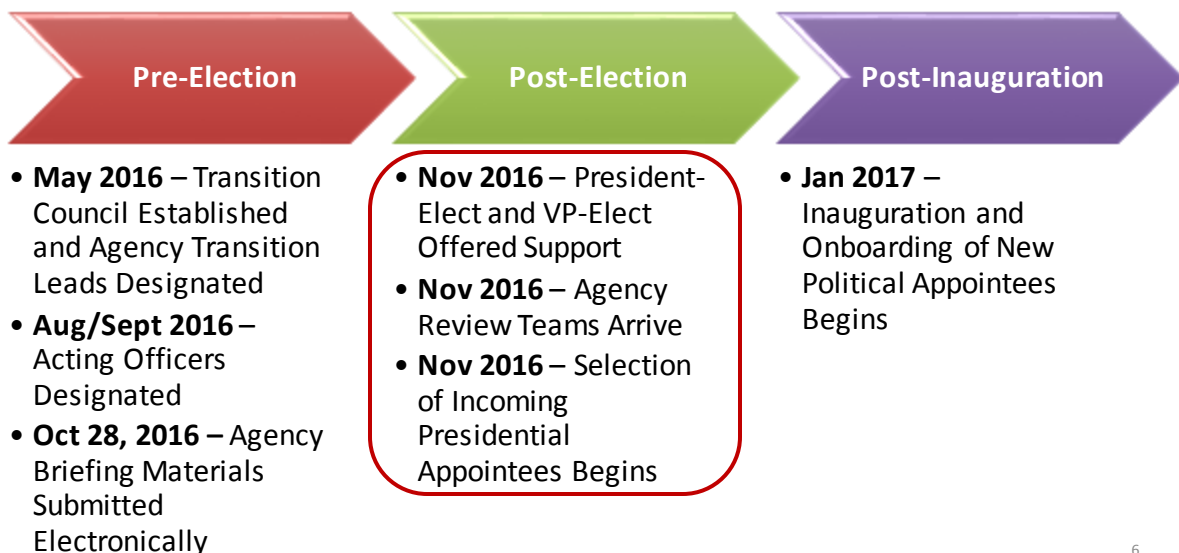 Pre-Election
Post-Election
Post-Inauguration
• May 2016 – Transition
Council Established
and Agency Transition
Leads Designated
• Aug/Sept 2016 –
Acting Officers
Designated
• Oct 28, 2016 – Agency
Briefing Materials
Submitted
Electronically
• Nov 2016 – President-
Elect and VP-Elect
Offered Support
• Nov 2016 – Agency
Review Teams Arrive
• Nov 2016 – Selection
of Incoming
Presidential
Appointees Begins
• Jan 2017 –
Inauguration and
Onboarding of New
Political Appointees
Begins
6